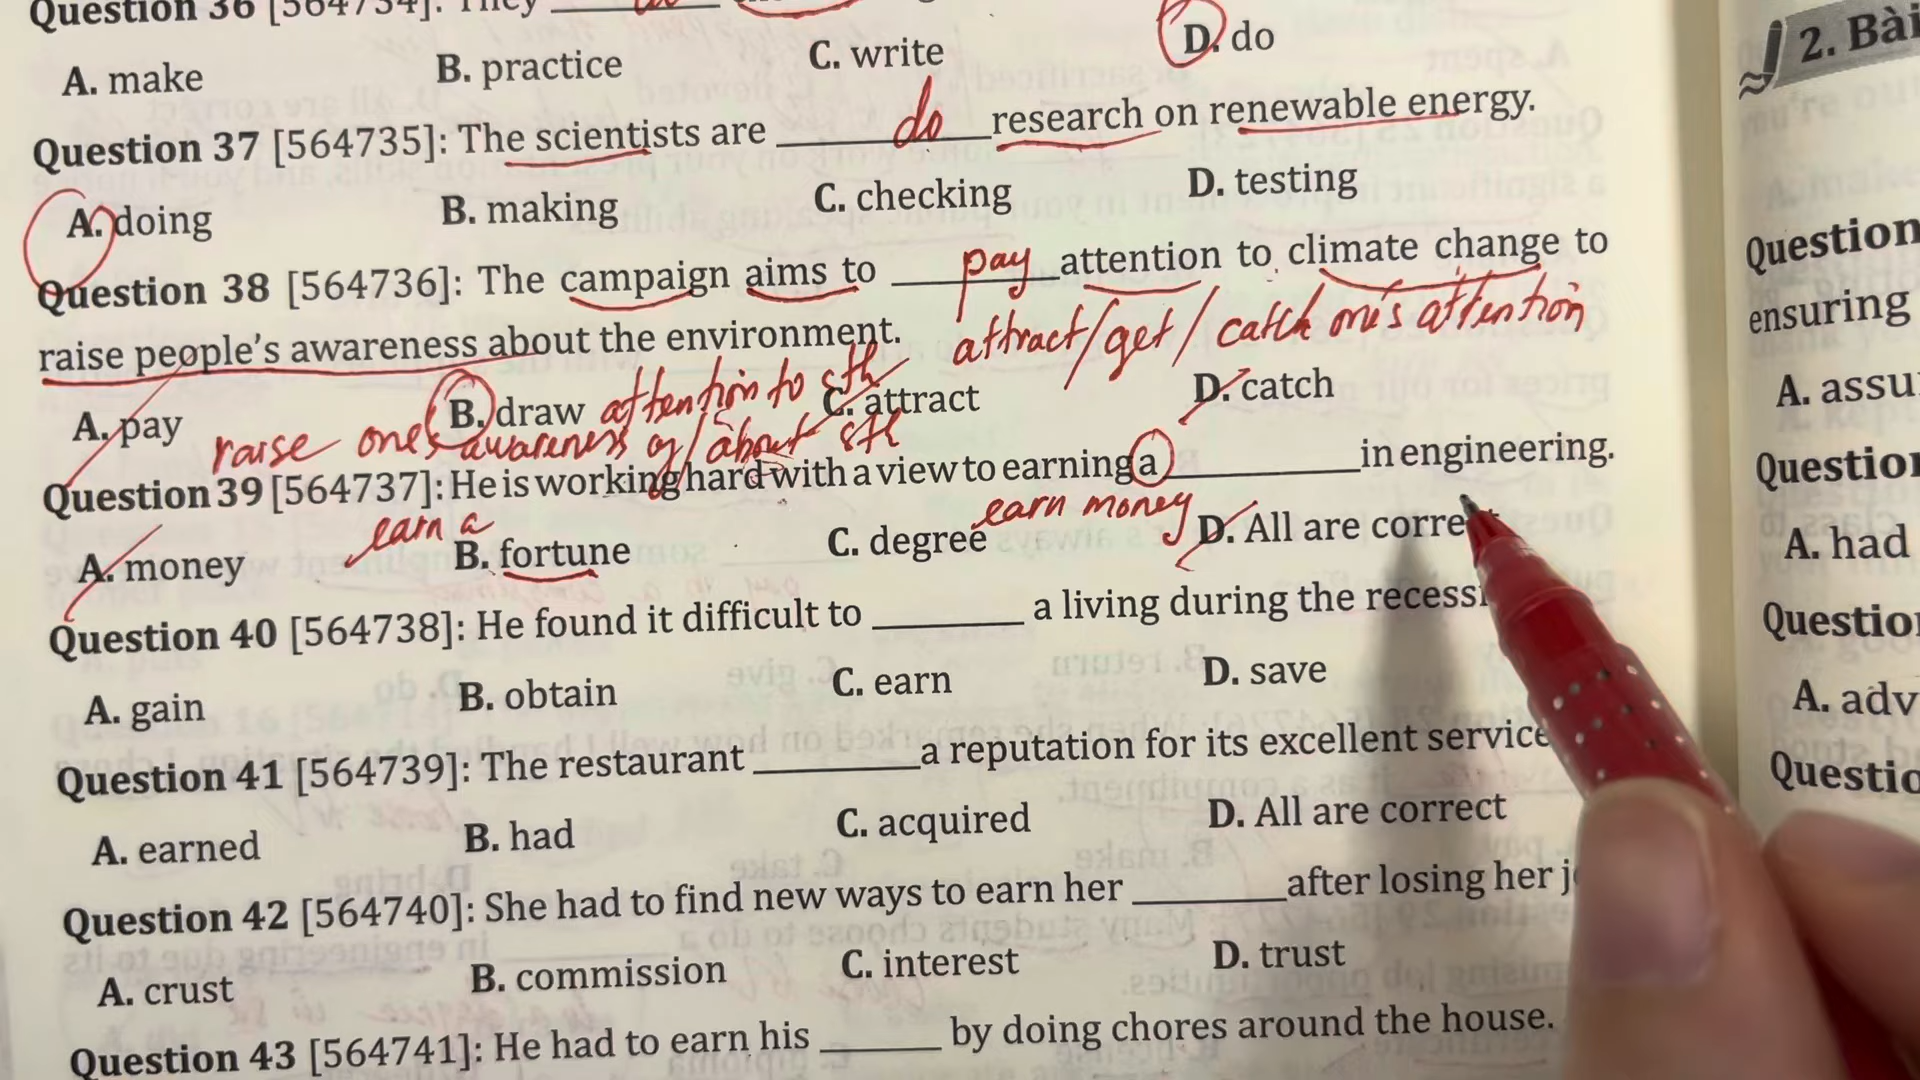 Question 36 [564734]: They
A. make B. practice C. write D. do
Question 37 [564735]: The scientists are do research on renewable energy.
A. doing B. making C. checking D. testing
Question 38 [564736]: The campaign aims to pay attention to climate change to
raise people's awareness about the environment.
attract/get/ catch one's attention
A. pay B. draw attention to sth C. attract D. catch
raise one's awareness of/about sth
Question 39 [564737]: He is working hard with a view to earning a in engineering.
A. money earn a B. fortune C. degree earn money D. All are corre
Question 40 [564738]: He found it difficult to a living during the recessi
A. gain B. obtain C. earn D. save
Question 41 [564739]: The restaurant a reputation for its excellent service
A. earned B. had C. acquired D. All are correct
Question 42 [564740]: She had to find new ways to earn her after losing her j
A. crust B. commission C. interest D. trust
Question 43 [564741]: He had to earn his by doing chores around the house.
2. Bài
Question
ensuring
A. assu
Question
A. had
Questio
A. adv
Questio